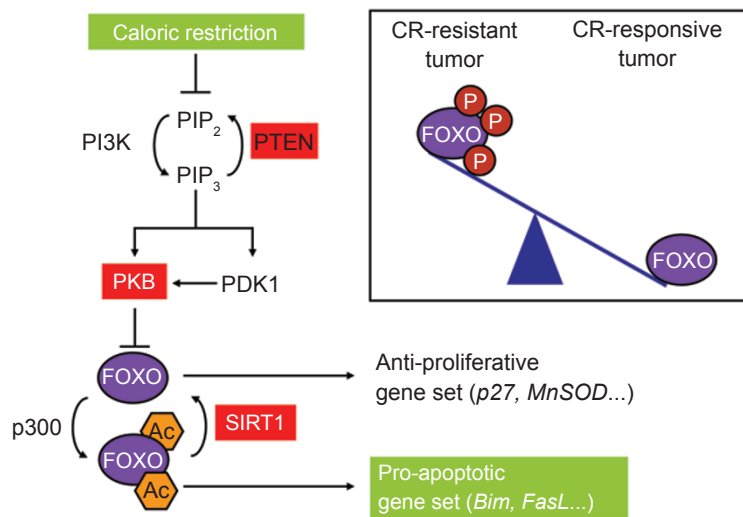 Caloric restriction
PI3K
PIP2
PTEN
PIP3
PKB
PDK1
FOXO
Anti-proliferative
gene set (p27, MnSOD...)
p300
SIRT1
Ac
FOXO
Ac
Pro-apoptotic
gene set (Bim, FasL...)
CR-resistant
tumor
CR-responsive
tumor
P
P
FOXO
P
FOXO